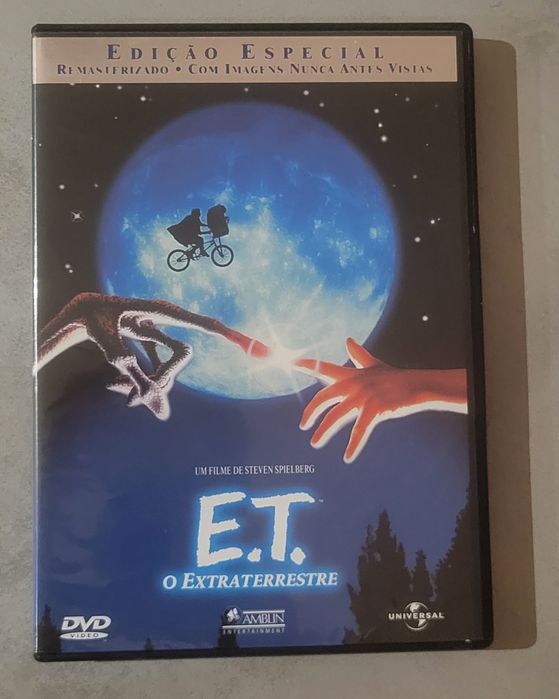 EDIÇÃO ESPECIAL
REMASTERIZADO • COM IMAGENS NUNCA ANTES VISTAS
UM FILME DE STEVEN SPIELBERG
E.T.™
O EXTRATERRESTRE
DVD
VIDEO
AMBLIN
ENTERTAINMENT
UNIVERSAL